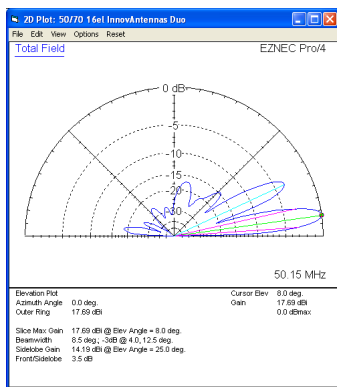 2D Plot: 50/70 16el InnovAntennas Duo
File Edit View Options Reset
Total Field EZNEC Pro/4
0 dB
-5
-10
-15
-20
-30
50.15 MHz
Elevation Plot Cursor Elev 8.0 deg.
Azimuth Angle 0.0 deg. Gain 17.69 dBi
Outer Ring 17.69 dBi 0.0 dBmax
Slice Max Gain 17.69 dBi @ Elev Angle = 8.0 deg.
Beamwidth 8.5 deg.; -3dB @ 4.0, 12.5 deg.
Sidelobe Gain 14.19 dBi @ Elev Angle = 25.0 deg.
Front/Sidelobe 3.5 dB